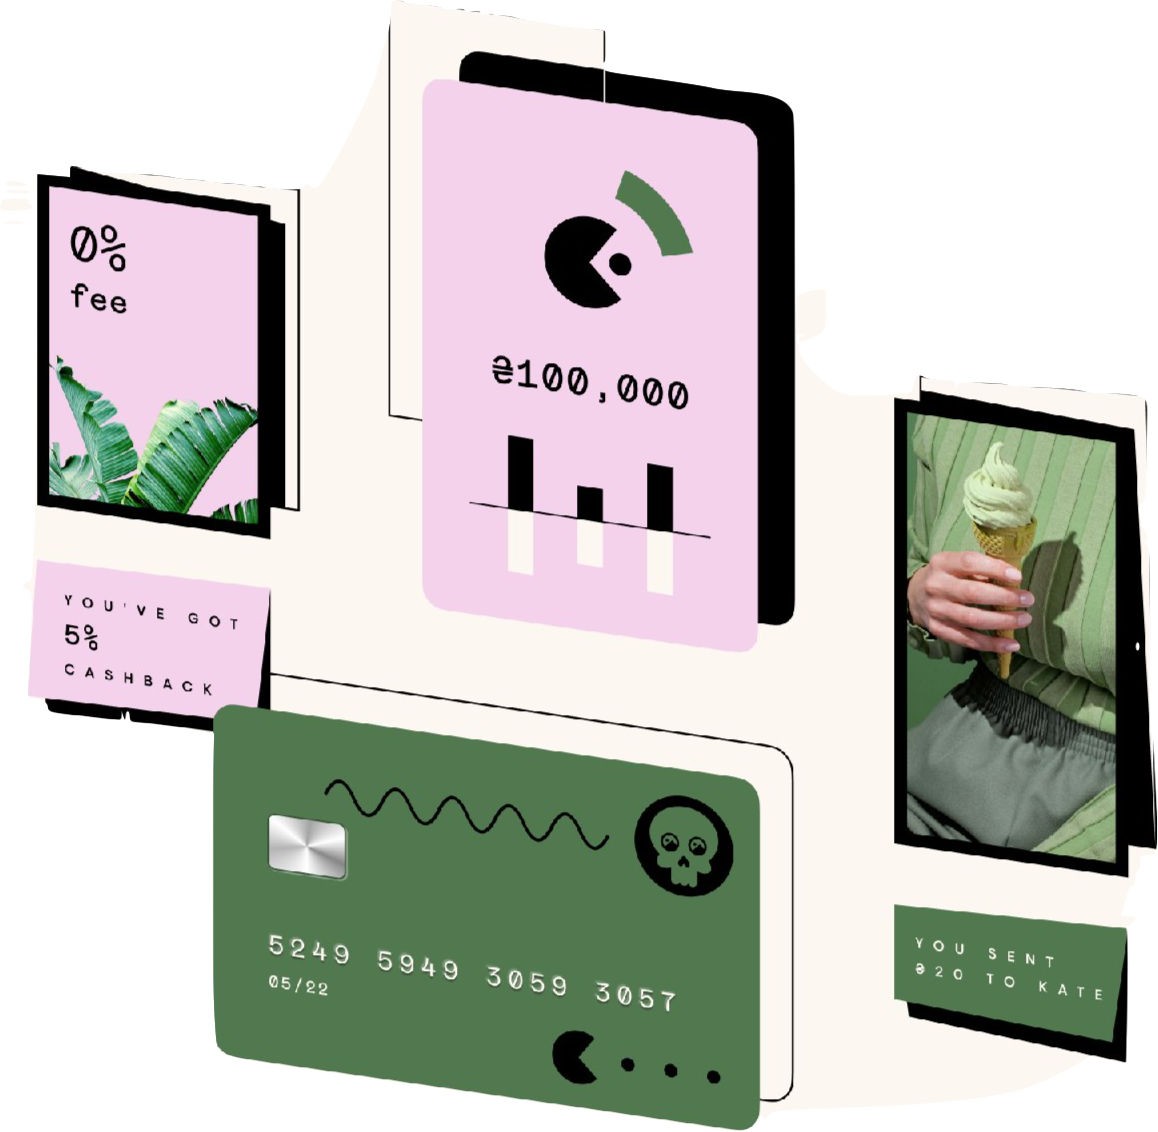 0%
fee
₴100,000
YOU'VE GOT
5%
CASHBACK
5249 5949 3059 3057
05/22
YOU SENT
₴20 TO KATE